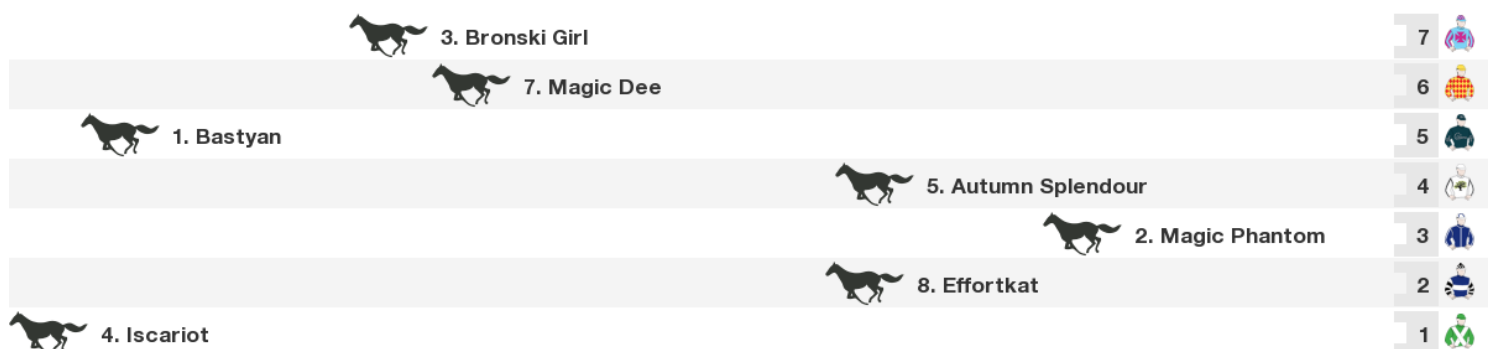 3. Bronski Girl 7
7. Magic Dee 6
1. Bastyan 5
5. Autumn Splendour 4
2. Magic Phantom 3
8. Effortkat 2
4. Iscariot 1